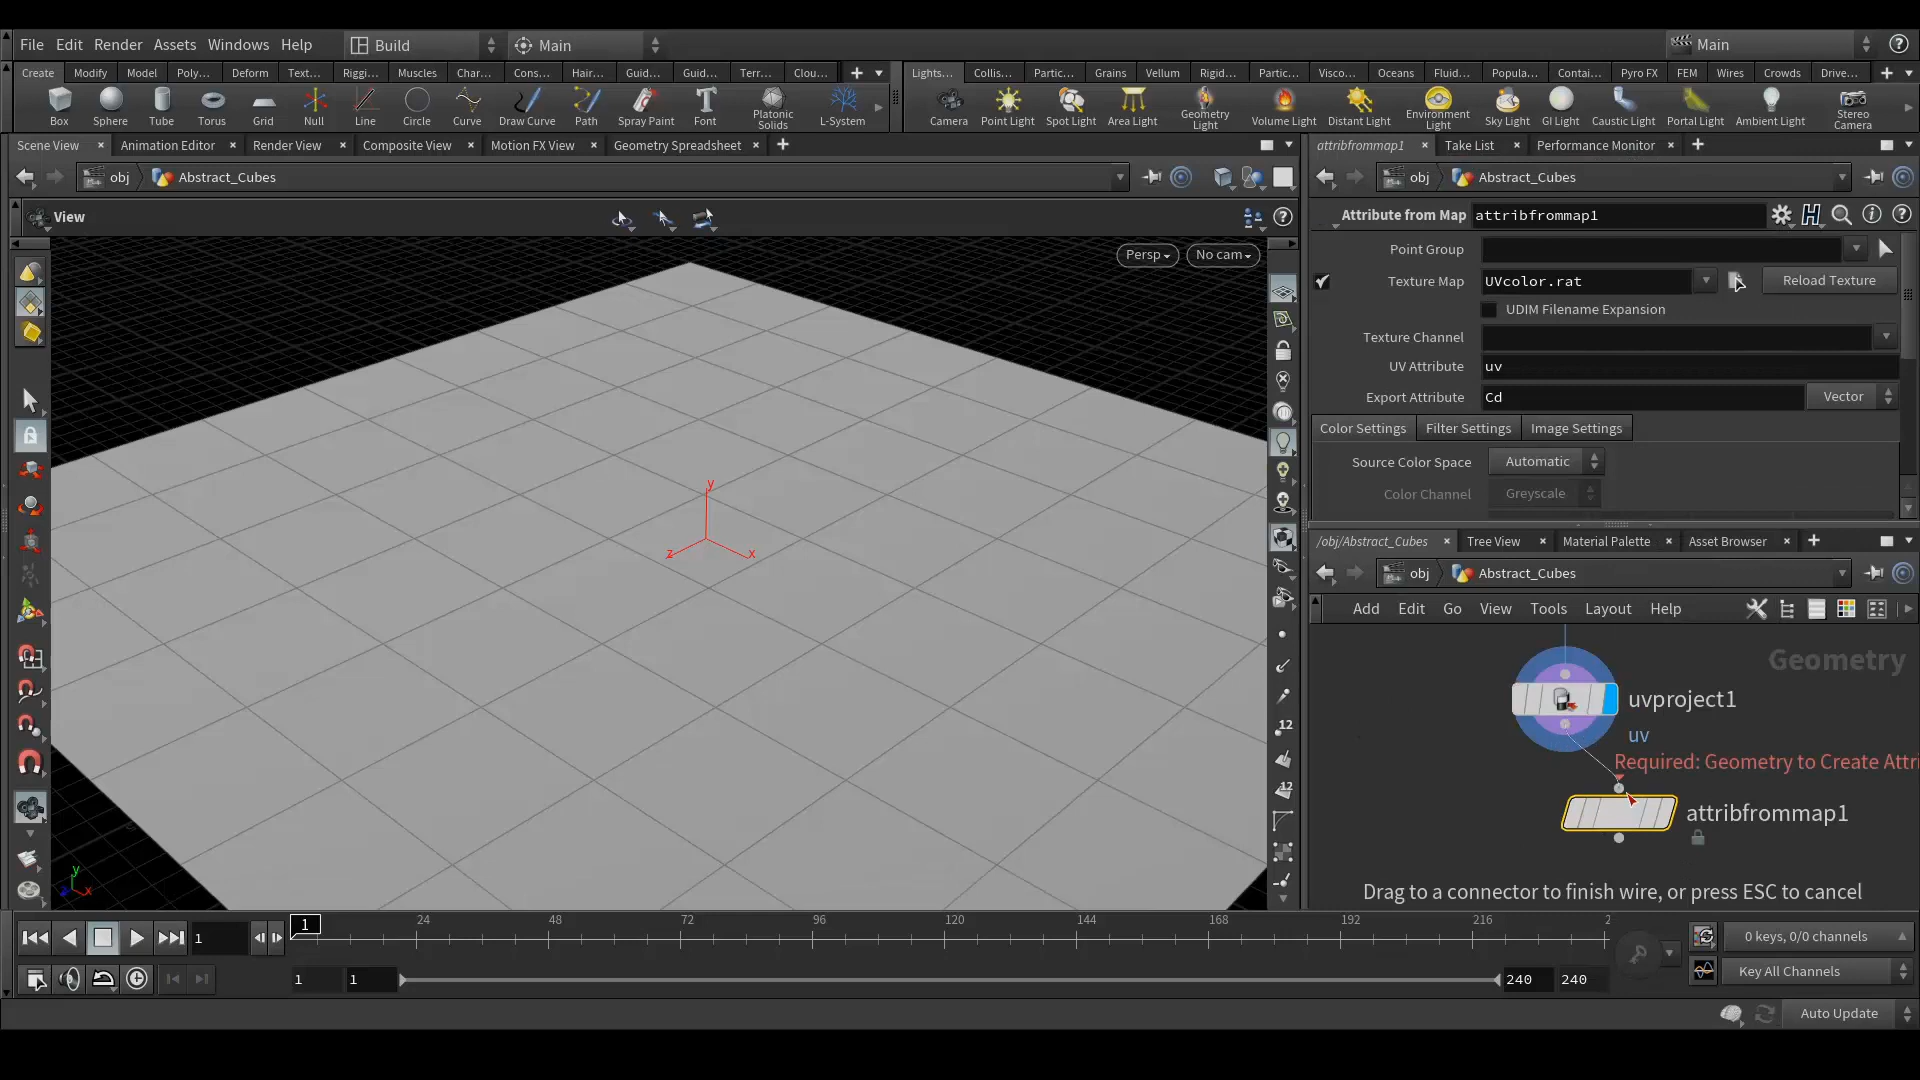 File Edit Render Assets Windows Help Build Main Main
Create Modify Model Poly... Deform Text... Riggi... Muscles Char... Cons... Hair... Guid... Guid... Terr... Clou... Lights... Collis... Partic... Grains Vellum Rigid... Partic... Visco... Oceans Fluid... Popula... Contai... Pyro FX FEM Wires Crowds Drive...
Box Sphere Tube Torus Grid Null Line Circle Curve Draw Curve Path Spray Paint Font Platonic Solids L-System Camera Point Light Spot Light Area Light Geometry Light Volume Light Distant Light Environment Light Sky Light GI Light Caustic Light Portal Light Ambient Light Stereo Camera
Scene View Animation Editor Render View Composite View Motion FX View Geometry Spreadsheet
obj Abstract_Cubes
View
Persp No cam
y
z x
y
z x
12
12
attribfrommap1 Take List Performance Monitor
obj Abstract_Cubes
Attribute from Map attribfrommap1
Point Group
Texture Map UVcolor.rat Reload Texture
UDIM Filename Expansion
Texture Channel
UV Attribute uv
Export Attribute Cd Vector
Color Settings Filter Settings Image Settings
Source Color Space Automatic
Color Channel Greyscale
/obj/Abstract_Cubes Tree View Material Palette Asset Browser
obj Abstract_Cubes
Add Edit Go View Tools Layout Help
Geometry
uvproject1
uv
Required: Geometry to Create Attri
attribfrommap1
Drag to a connector to finish wire, or press ESC to cancel
1 1 24 48 72 96 120 144 168 192 216 2
0 keys, 0/0 channels
1 1 240 240 Key All Channels
Auto Update